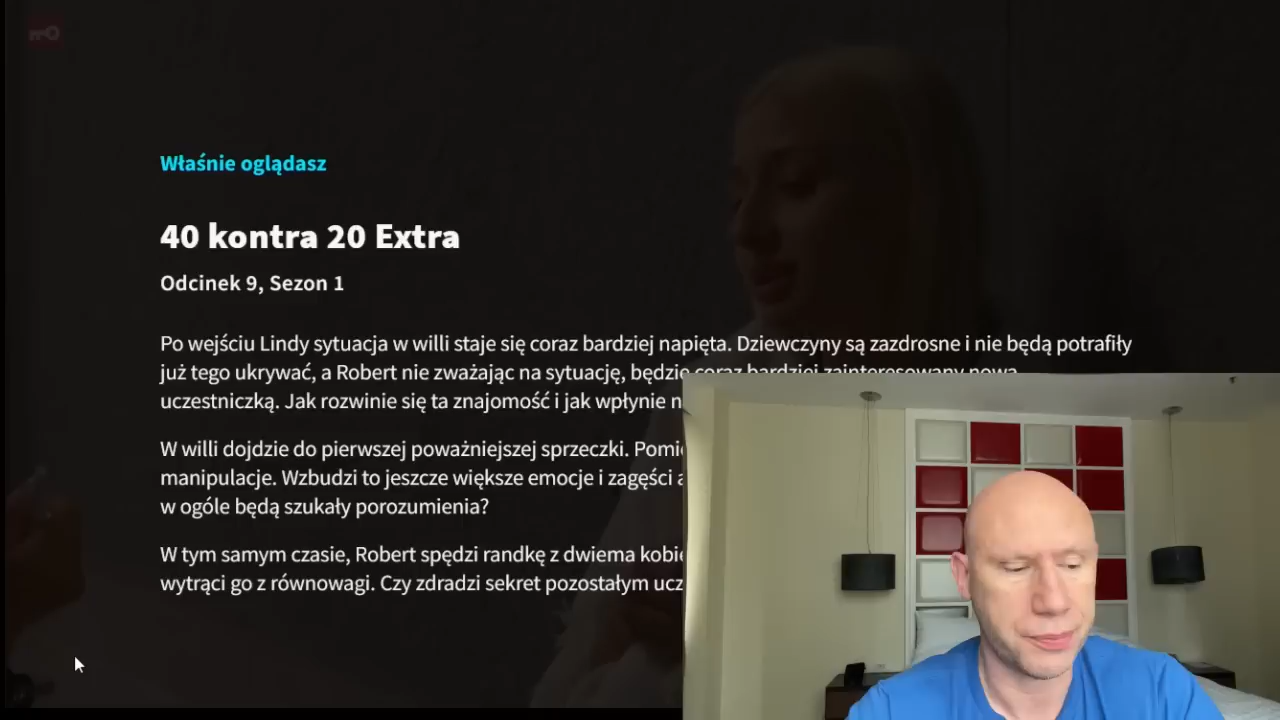 Właśnie oglądasz
40 kontra 20 Extra
Odcinek 9, Sezon 1
Po wejściu Lindy sytuacja w willi staje się coraz bardziej napięta. Dziewczyny są zazdrosne i nie będą potrafiły
już tego ukrywać, a Robert nie zważając na sytuację, będzie coraz bardziej zainteresowany nową
uczestniczką. Jak rozwinie się ta znajomość i jak wpłynie
W willi dojdzie do pierwszej poważniejszej sprzeczki.
manipulacje. Wzbudzi to jeszcze większe emocje i zagęści
w ogóle będą szukały porozumienia?
W tym samym czasie, Robert spędzi randkę z dwiema
wytrąci go z równowagi. Czy zdradzi sekret pozostałym